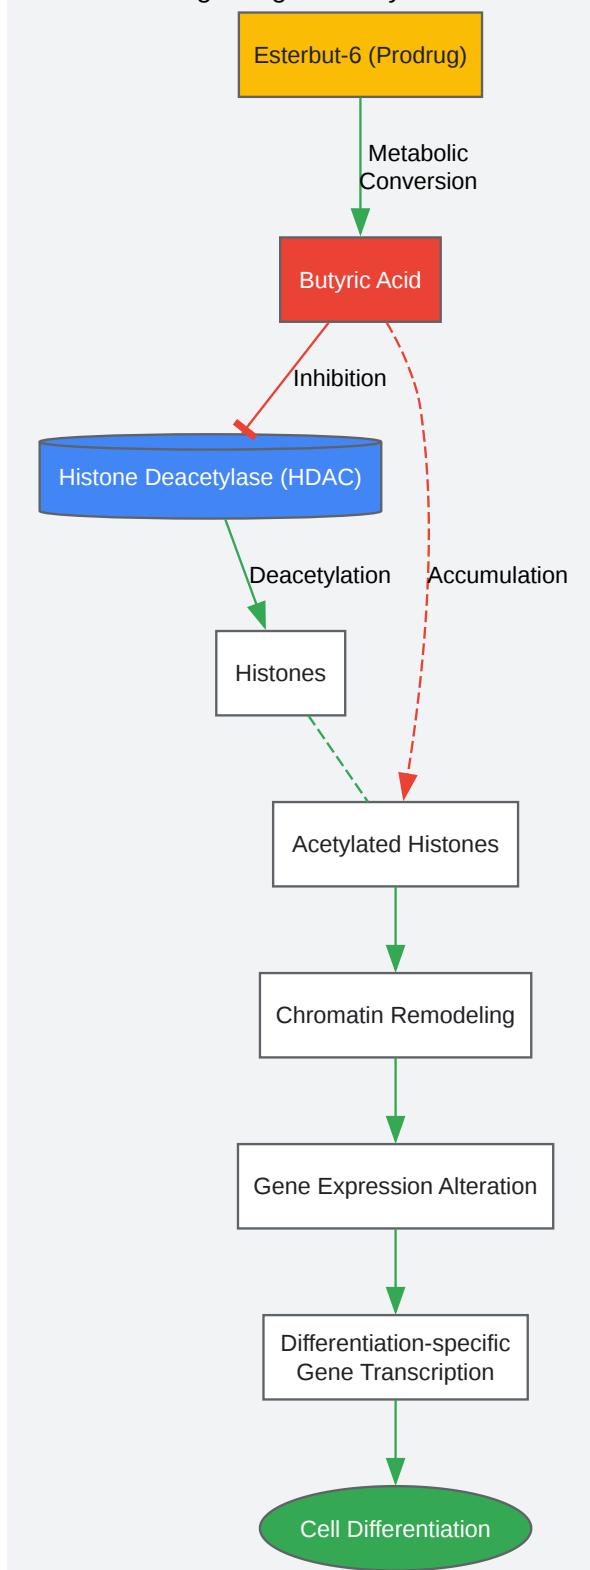 Esterbut-6 (Prodrug)
Metabolic
Conversion
Butyric Acid
Inhibition
Histone Deacetylase (HDAC)
Deacetylation
Accumulation
Histones
Acetylated Histones
Chromatin Remodeling
Gene Expression Alteration
Differentiation-specific
Gene Transcription
Cell Differentiation